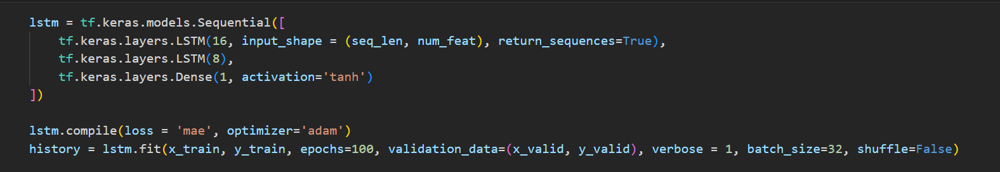 lstm = tf.keras.models.Sequential([
    tf.keras.layers.LSTM(16, input_shape = (seq_len, num_feat), return_sequences=True),
    tf.keras.layers.LSTM(8),
    tf.keras.layers.Dense(1, activation='tanh')
])
lstm.compile(loss = 'mae', optimizer='adam')
history = lstm.fit(x_train, y_train, epochs=100, validation_data=(x_valid, y_valid), verbose = 1, batch_size=32, shuffle=False)